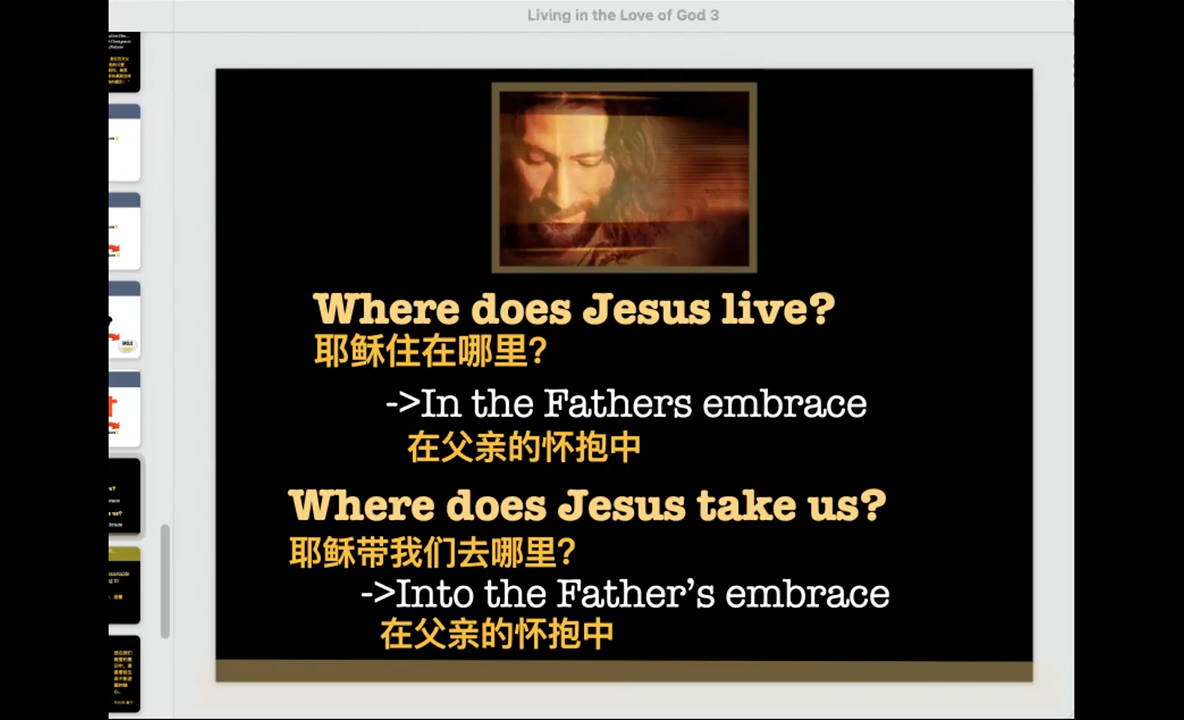 Living in the Love of God 3
Where does Jesus live?
耶稣住在哪里?
->In the Fathers embrace
在父亲的怀抱中
Where does Jesus take us?
耶稣带我们去哪里?
->Into the Father’s embrace
在父亲的怀抱中